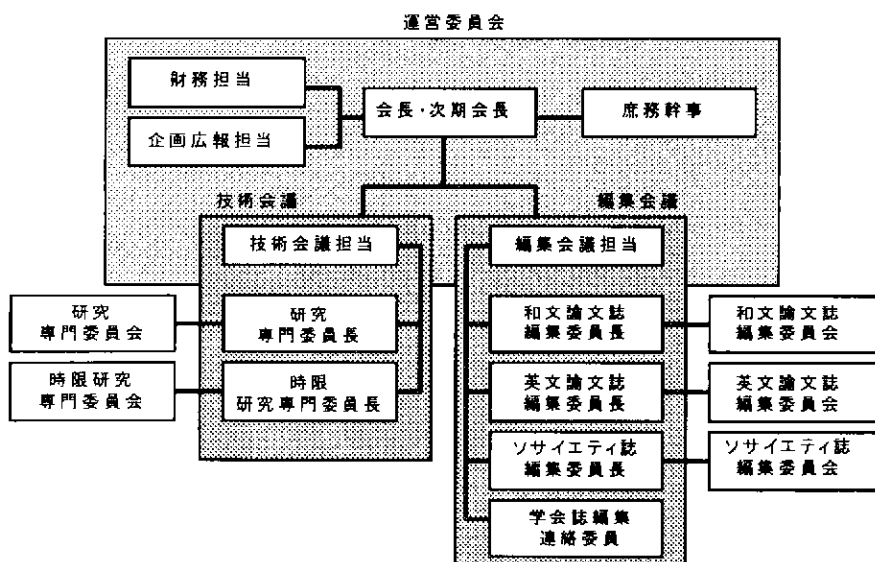 運営委員会
財務担当
会長・次期会長
庶務幹事
企画広報担当
技術会議
編集会議
技術会議担当
編集会議担当
研究
専門委員会
研究
専門委員長
和文論文誌
編集委員長
和文論文誌
編集委員会
時限研究
専門委員会
時限
研究専門委員長
英文論文誌
編集委員長
英文論文誌
編集委員会
ソサイエティ誌
編集委員長
ソサイエティ誌
編集委員会
学会誌編集
連絡委員